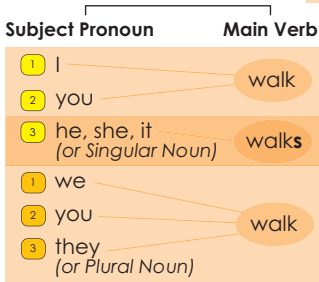 Subject Pronoun Main Verb
1 I
walk
2 you
3 he, she, it walks
(or Singular Noun)
1 we
2 you walk
3 they
(or Plural Noun)